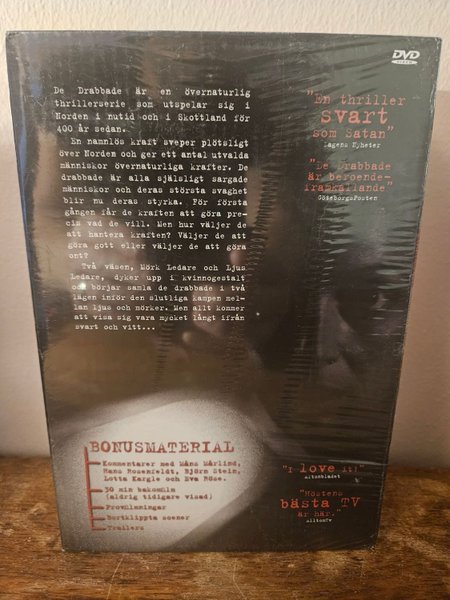 DVD
VIDEO
De Drabbade är en övernaturlig
thrillerserie som utspelar sig i
Norden i nutid och i Skottland för
400 år sedan.
En namnlös kraft sveper plötsligt
över Norden och ger ett antal utvalda
människor övernaturliga krafter. De
drabbade är alla själsligt sargade
människor och deras största svaghet
blir nu deras styrka. För första
gången får de kraften att göra pre-
cis vad de vill. Men hur väljer de
att hantera kraften? Väljer de att
göra gott eller väljer de att göra
ont?
Två väsen, Mörk Ledare och Ljus
Ledare, dyker upp i kvinnogestalt
och börjar samla de drabbade i två
lägen inför den slutliga kampen mel-
lan ljus och mörker. Men allt kommer
att visa sig vara mycket långt ifrån
svart och vitt...
"En thriller
svart
som Satan"
Dagens Nyheter
"De Drabbade
är beroende-
framkallande"
GöteborgsPosten
BONUSMATERIAL
Kommentarer med Måns Mårlind,
Hans Rosenfeldt, Björn Stein,
Lotta Kargle och Eva Röse.
30 min bakomfilm
(aldrig tidigare visad)
Provfilmningar
Bortklippta scener
Trailers
"I love it!"
Aftonbladet
"Höstens
bästa TV
är här."
AlltomTV